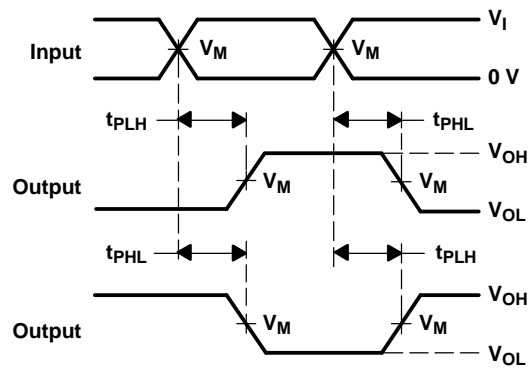 V_I
Input V_M V_M
0 V
t_PLH t_PHL
V_OH
Output V_M V_M
V_OL
t_PHL t_PLH
V_OH
Output V_M V_M
V_OL